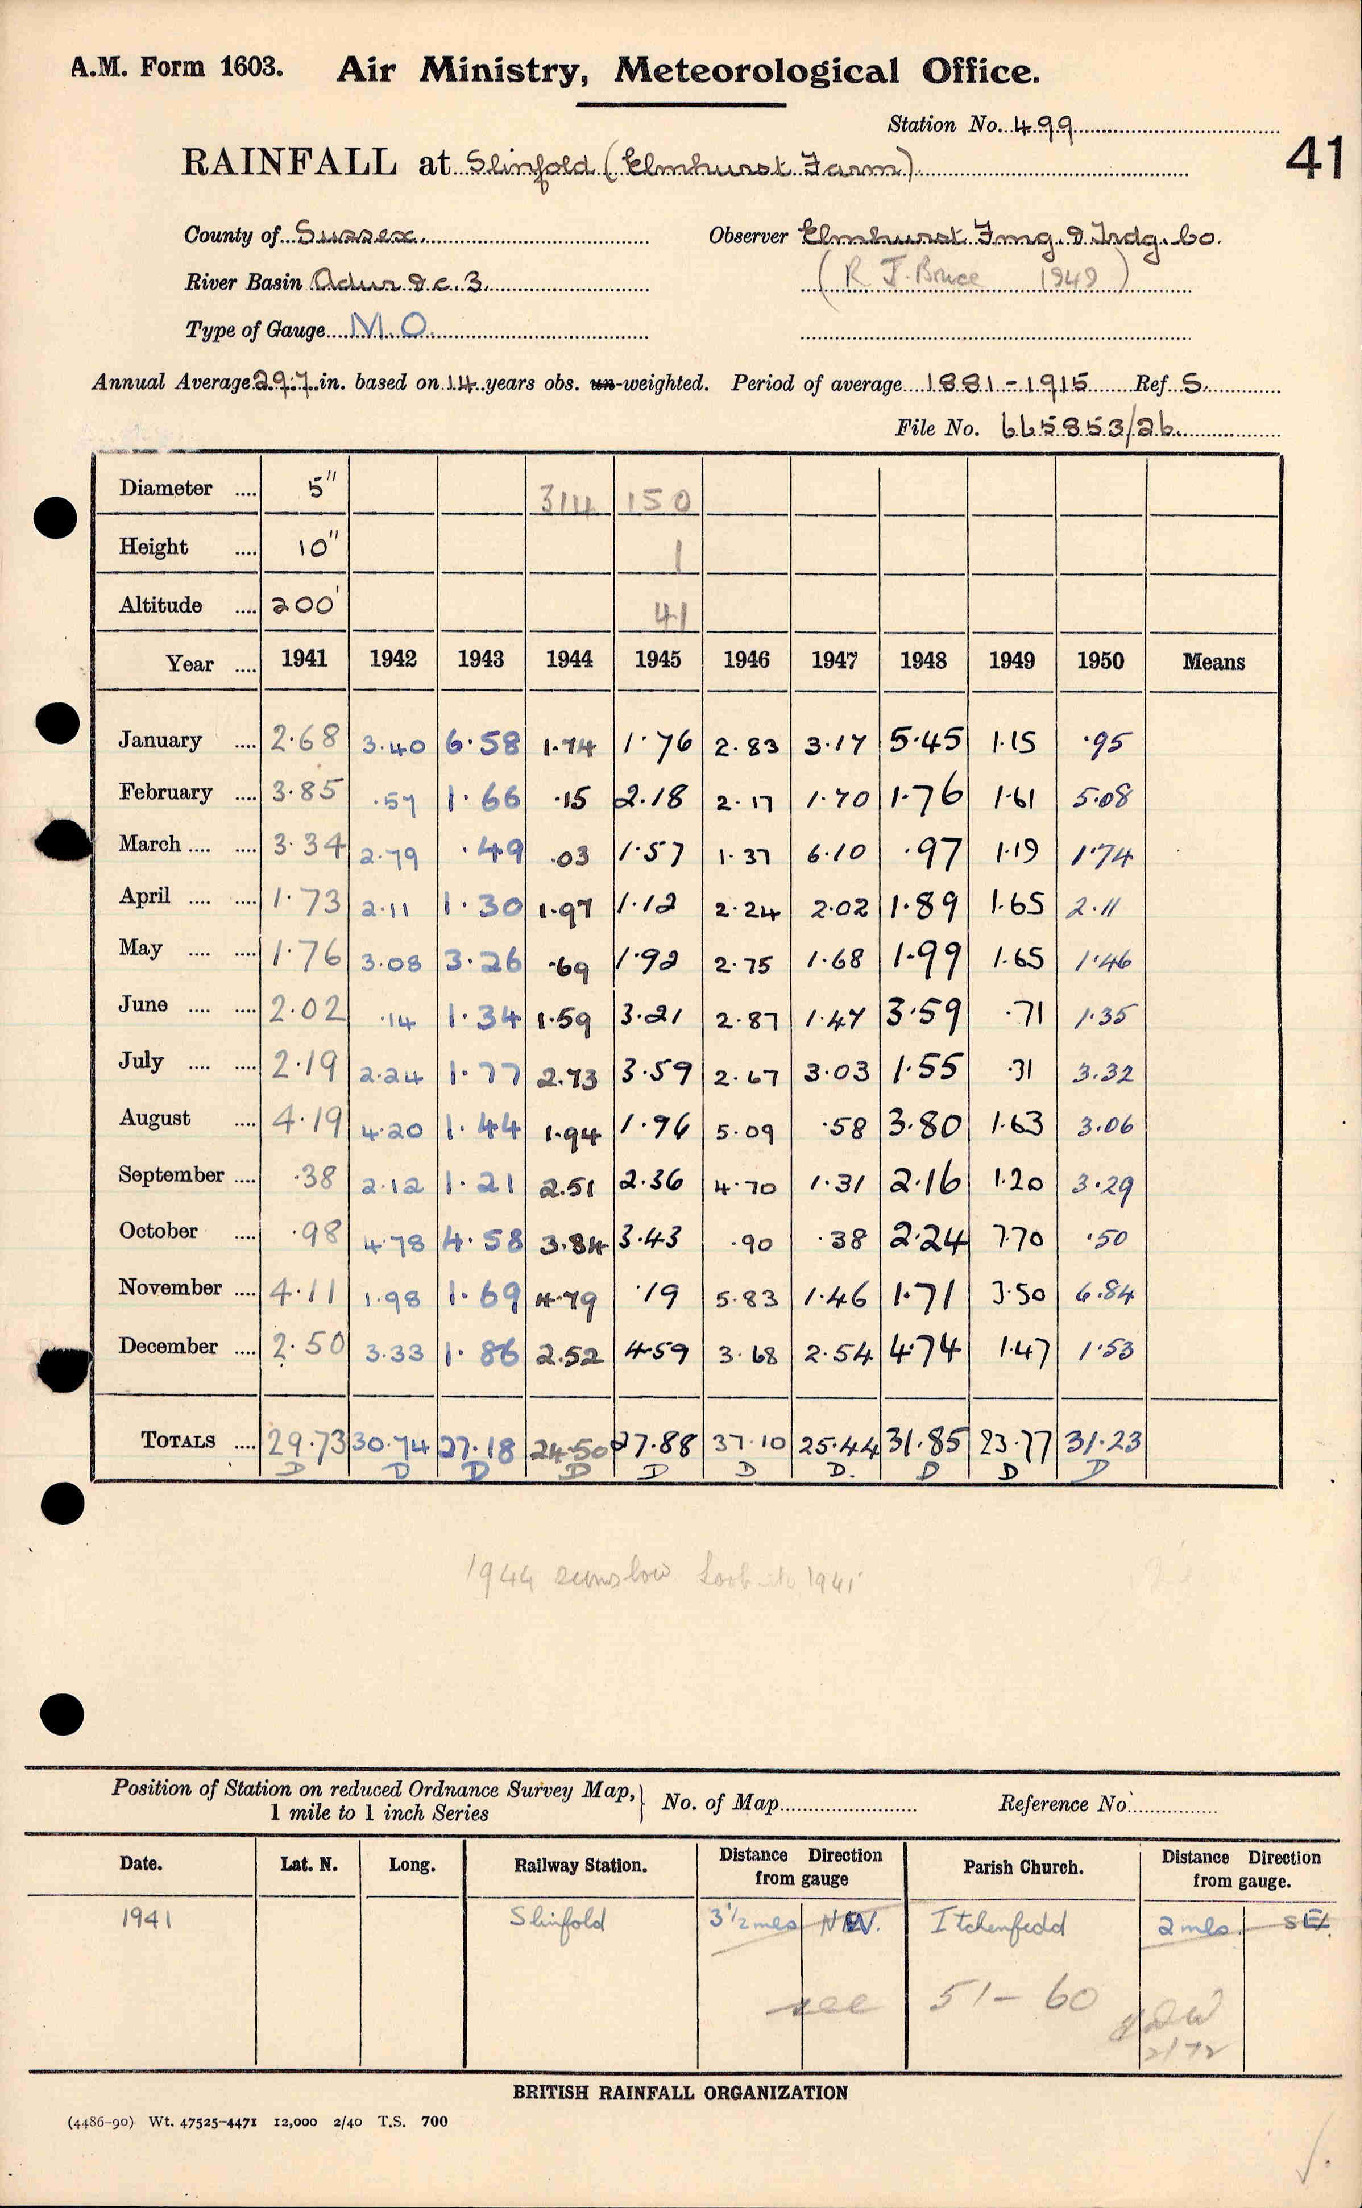 A.M. Form 1603. Air Ministry, Meteorological Office.
Station No. 499
41
RAINFALL at Slinfold (Elmhurst Farm)
County of Sussex. Observer Elmhurst Fmg. & Trdg. Co.
River Basin Adur &c. 3. (R J. Bruce 1949)
Type of Gauge M.O.
Annual Average 29.7 in. based on 14 years obs. un-weighted. Period of average 1881-1915 Ref S.
File No. 665853/26
Diameter .... 5" 314 150
Height .... 10" 1
Altitude .... 200' 41
Year .... 1941 1942 1943 1944 1945 1946 1947 1948 1949 1950 Means
January .... 2.68 3.40 6.58 1.74 1.76 2.83 3.17 5.45 1.15 .95
February .... 3.85 .57 1.66 .15 2.18 2.17 1.70 1.76 1.61 5.08
March .... .... 3.34 2.79 .49 .03 1.57 1.37 6.10 .97 1.19 1.74
April .... .... 1.73 2.11 1.30 1.97 1.12 2.24 2.02 1.89 1.65 2.11
May .... .... 1.76 3.08 3.26 .69 1.92 2.75 1.68 1.99 1.65 1.46
June .... .... 2.02 .14 1.34 1.59 3.21 2.87 1.47 3.59 .71 1.35
July .... .... 2.19 2.24 1.77 2.73 3.59 2.67 3.03 1.55 .31 3.32
August .... 4.19 4.20 1.44 1.94 1.96 5.09 .58 3.80 1.63 3.06
September .... .38 2.12 1.21 2.51 2.36 4.70 1.31 2.16 1.20 3.29
October .... .98 4.78 4.58 3.84 3.43 .90 .38 2.24 7.70 .50
November .... 4.11 1.98 1.69 4.79 .19 5.83 1.46 1.71 3.50 6.84
December .... 2.50 3.33 1.86 2.52 4.59 3.68 2.54 4.74 1.47 1.53
TOTALS .... 29.73 30.74 27.18 24.50 27.88 37.10 25.44 31.85 23.77 31.23
D D D D D D D. D D D
1944 seems low Look 1941
Position of Station on reduced Ordnance Survey Map, No. of Map Reference No
1 mile to 1 inch Series
Date. Lat. N. Long. Railway Station. Distance Direction from gauge Parish Church. Distance Direction from gauge.
1941 Slinfold 3 1/2 mls NW. Itchenfield 2 mls. SE.
see 51-60
2/72
BRITISH RAINFALL ORGANIZATION
(4486-90) Wt. 47525-4471 12,000 2/40 T.S. 700